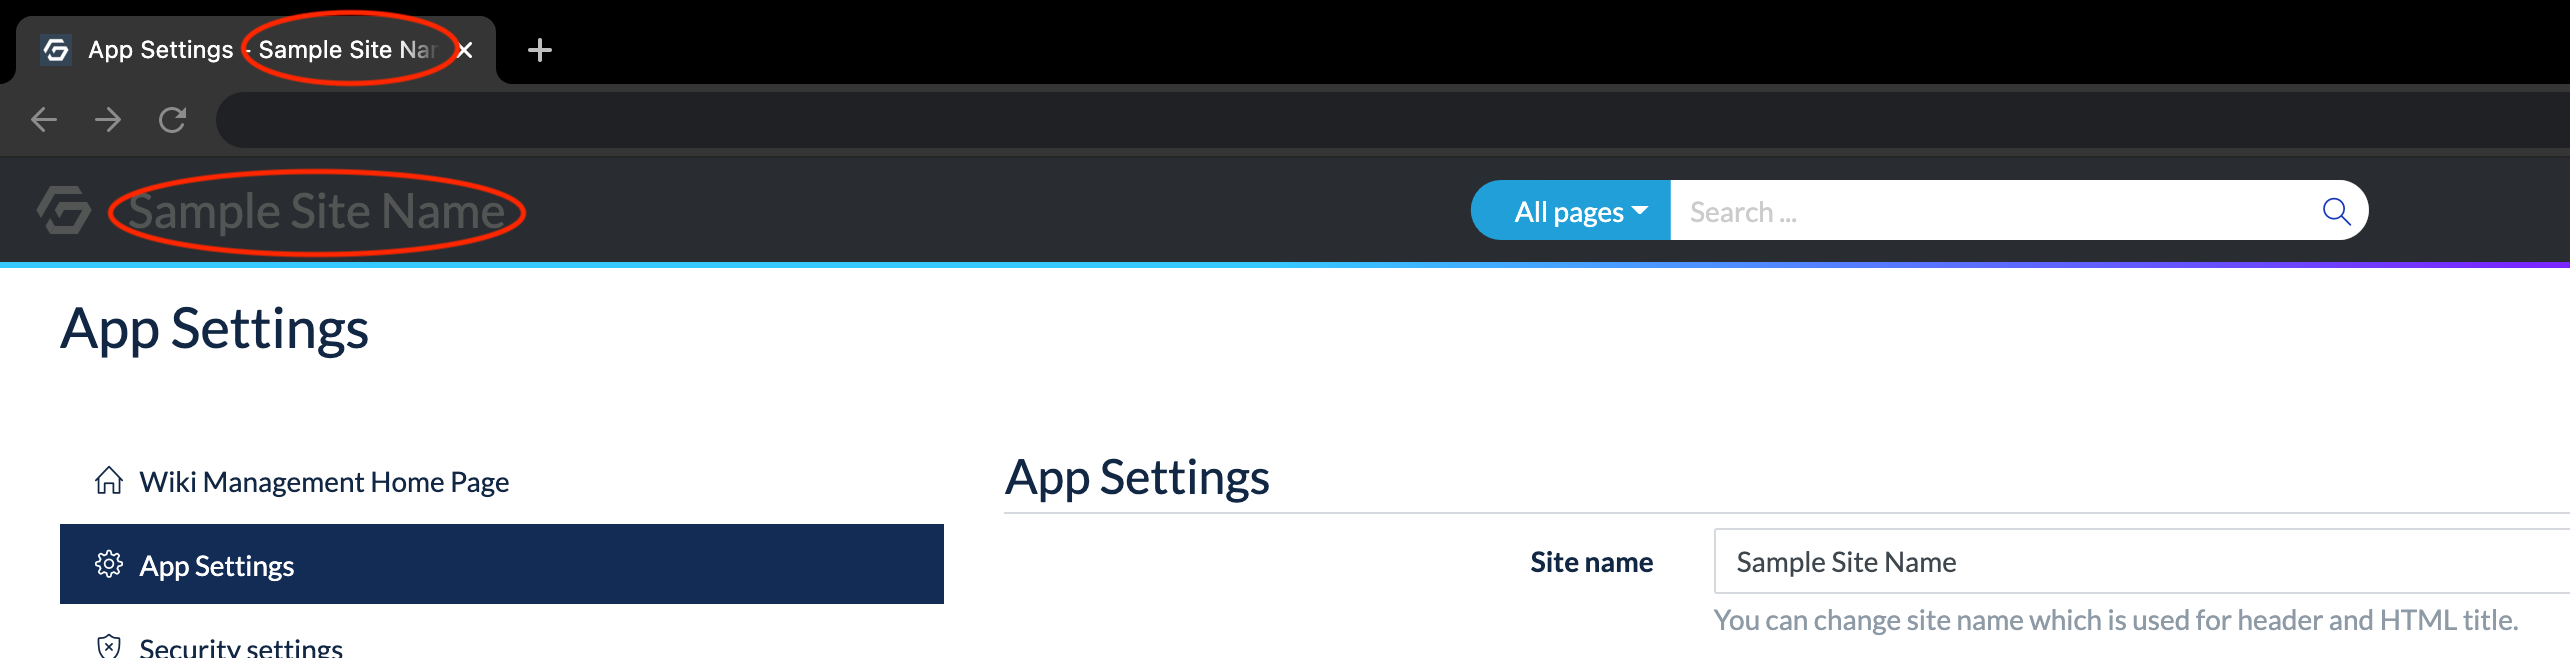 App Settings - Sample Site Nar
Sample Site Name
All pages
Search ...
App Settings
Wiki Management Home Page
App Settings
Security settings
App Settings
Site name
Sample Site Name
You can change site name which is used for header and HTML title.